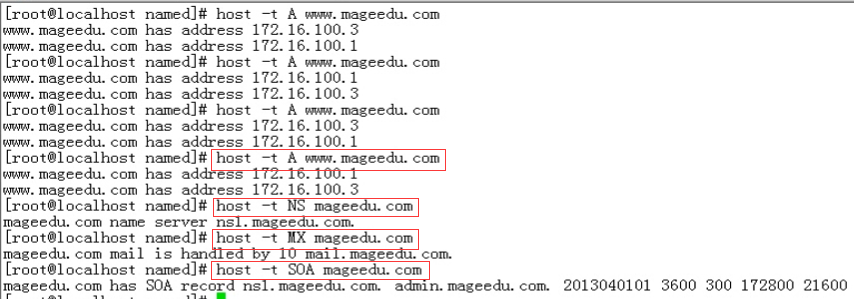 [root@localhost named]# host -t A www.mageedu.com
www.mageedu.com has address 172.16.100.3
www.mageedu.com has address 172.16.100.1
[root@localhost named]# host -t A www.mageedu.com
www.mageedu.com has address 172.16.100.1
www.mageedu.com has address 172.16.100.3
[root@localhost named]# host -t A www.mageedu.com
www.mageedu.com has address 172.16.100.3
www.mageedu.com has address 172.16.100.1
[root@localhost named]# host -t A www.mageedu.com
www.mageedu.com has address 172.16.100.1
www.mageedu.com has address 172.16.100.3
[root@localhost named]# host -t NS mageedu.com
mageedu.com name server ns1.mageedu.com.
[root@localhost named]# host -t MX mageedu.com
mageedu.com mail is handled by 10 mail.mageedu.com.
[root@localhost named]# host -t SOA mageedu.com
mageedu.com has SOA record ns1.mageedu.com. admin.mageedu.com. 2013040101 3600 300 172800 21600
[root@localhost named]#